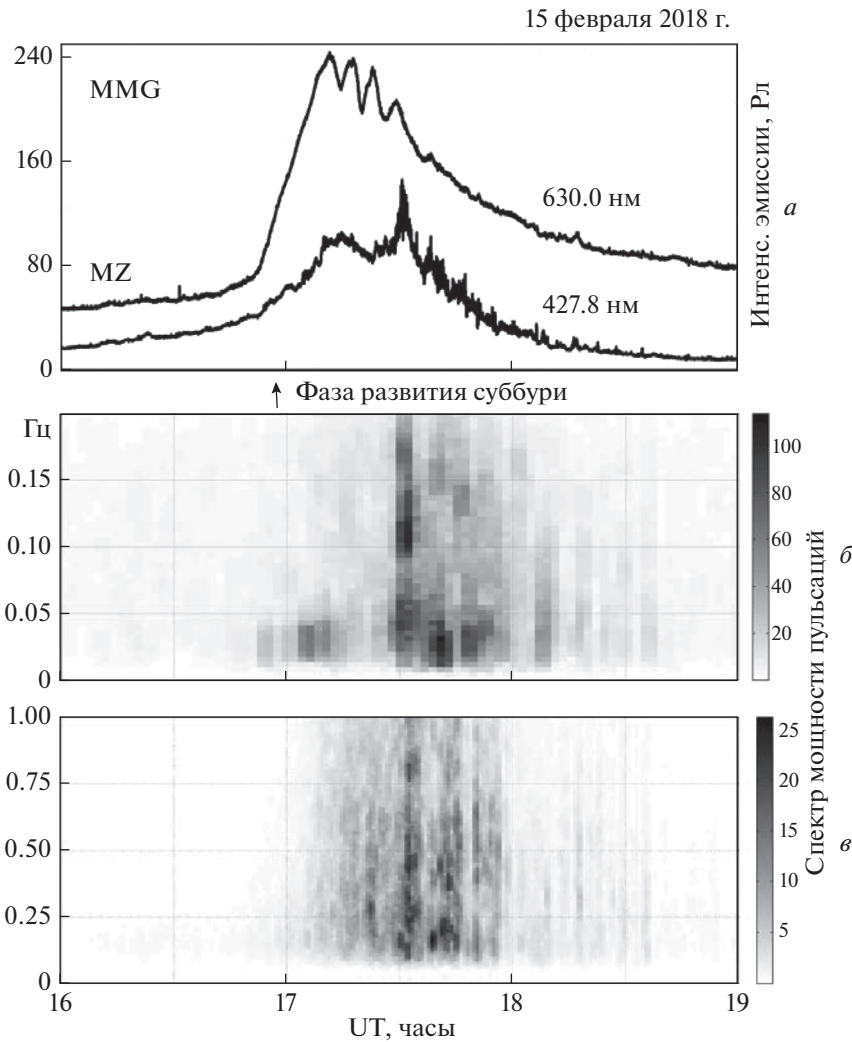 15 февраля 2018 г.
240
MMG
160
630.0 нм
80
MZ
427.8 нм
0
Интенс. эмиссии, Рл
а
Фаза развития суббури
Гц
0.15
0.10
0.05
0
100
80
60
40
20
б
1.00
0.75
0.50
0.25
0
25
20
15
10
5
Спектр мощности пульсаций
в
16 17 18 19
UT, часы